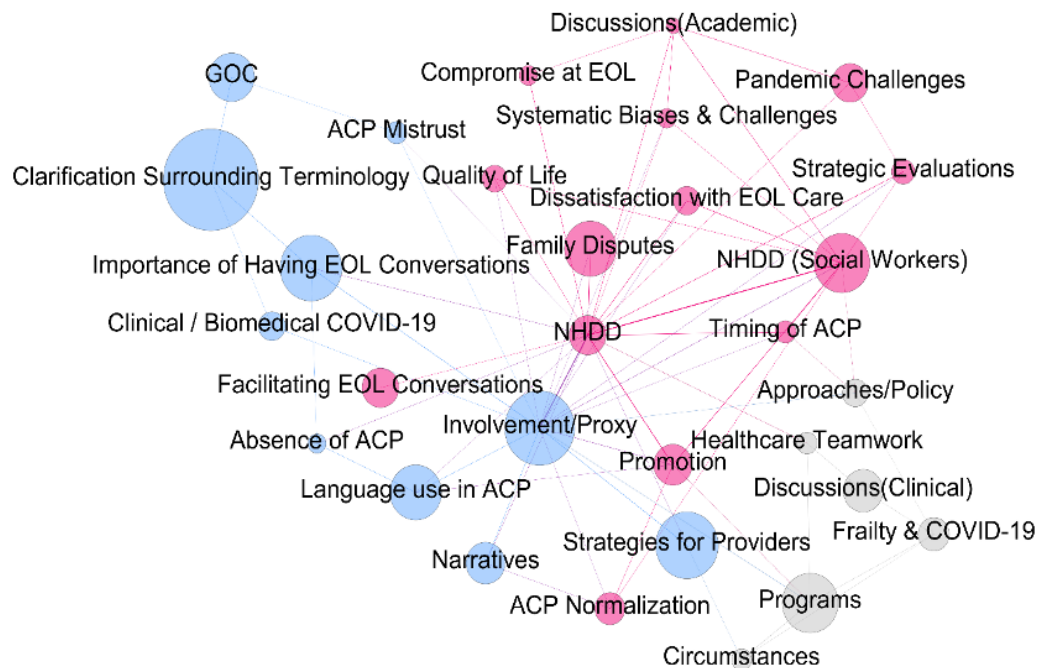 Discussions(Academic)
GOC
Compromise at EOL
Pandemic Challenges
Systematic Biases & Challenges
ACP Mistrust
Clarification Surrounding Terminology
Quality of Life
Strategic Evaluations
Dissatisfaction with EOL Care
Family Disputes
Importance of Having EOL Conversations
NHDD (Social Workers)
Clinical / Biomedical COVID-19
NHDD
Timing of ACP
Facilitating EOL Conversations
Approaches/Policy
Involvement/Proxy
Absence of ACP
Healthcare Teamwork
Promotion
Language use in ACP
Discussions(Clinical)
Frailty & COVID-19
Strategies for Providers
Narratives
ACP Normalization
Programs
Circumstances